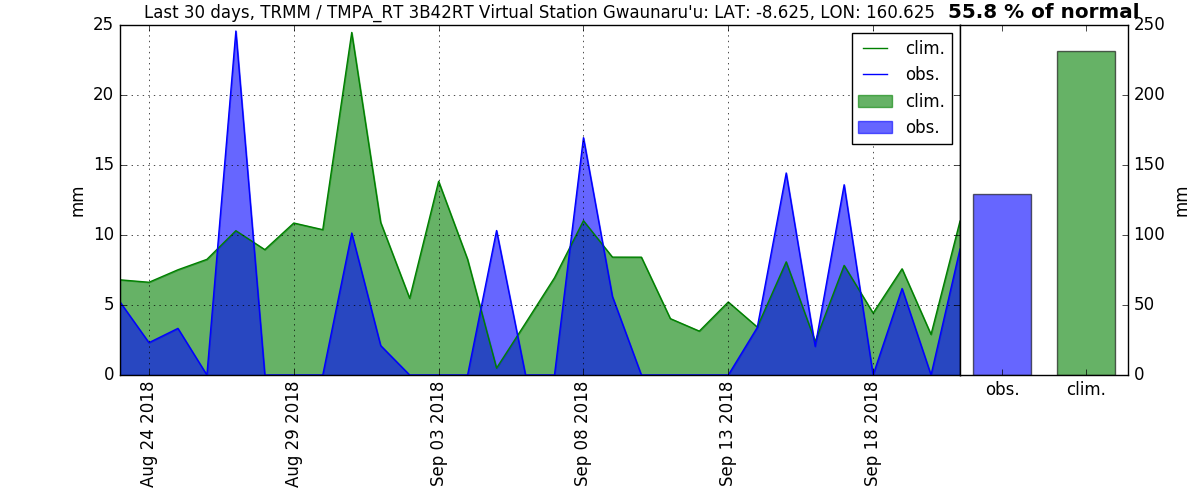 Last 30 days, TRMM / TMPA_RT 3B42RT Virtual Station Gwaunaru'u: LAT: -8.625, LON: 160.625 55.8 % of normal
25
20
15
10
5
0
mm
clim.
obs.
clim.
obs.
250
200
150
100
50
0
mm
obs.
clim.
Aug 24 2018
Aug 29 2018
Sep 03 2018
Sep 08 2018
Sep 13 2018
Sep 18 2018